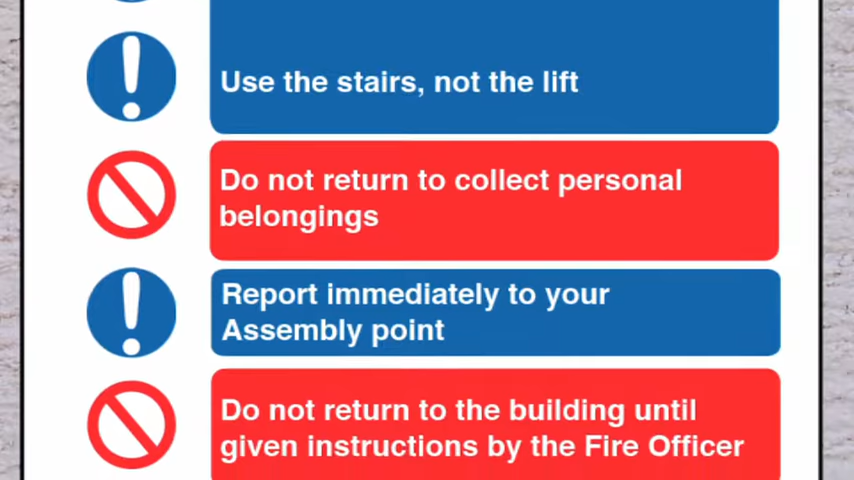 Use the stairs, not the lift
Do not return to collect personal
belongings
Report immediately to your
Assembly point
Do not return to the building until
given instructions by the Fire Officer